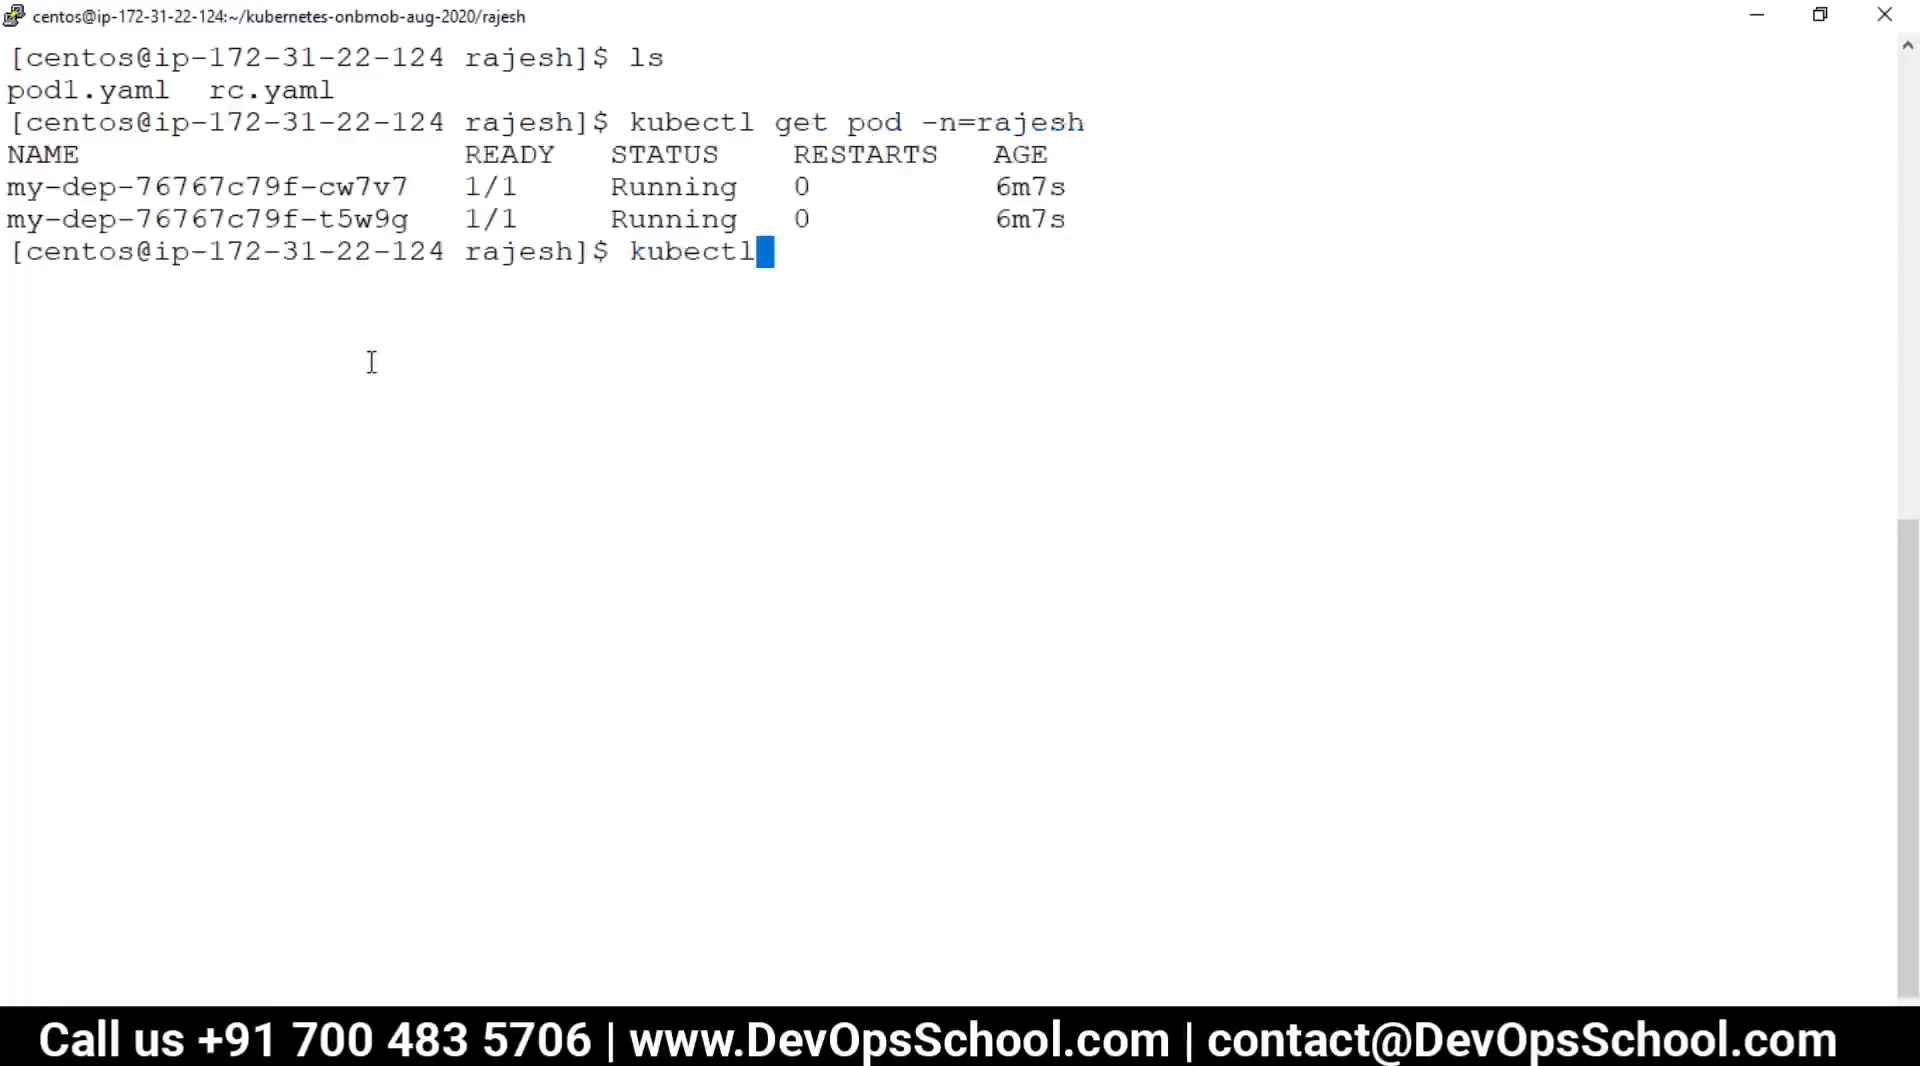 centos@ip-172-31-22-124:~/kubernetes-onbmob-aug-2020/rajesh
[centos@ip-172-31-22-124 rajesh]$ ls
pod1.yaml  rc.yaml
[centos@ip-172-31-22-124 rajesh]$ kubectl get pod -n=rajesh
NAME                     READY   STATUS    RESTARTS   AGE
my-dep-76767c79f-cw7v7   1/1     Running   0          6m7s
my-dep-76767c79f-t5w9g   1/1     Running   0          6m7s
[centos@ip-172-31-22-124 rajesh]$ kubectl
Call us +91 700 483 5706 | www.DevOpsSchool.com | contact@DevOpsSchool.com